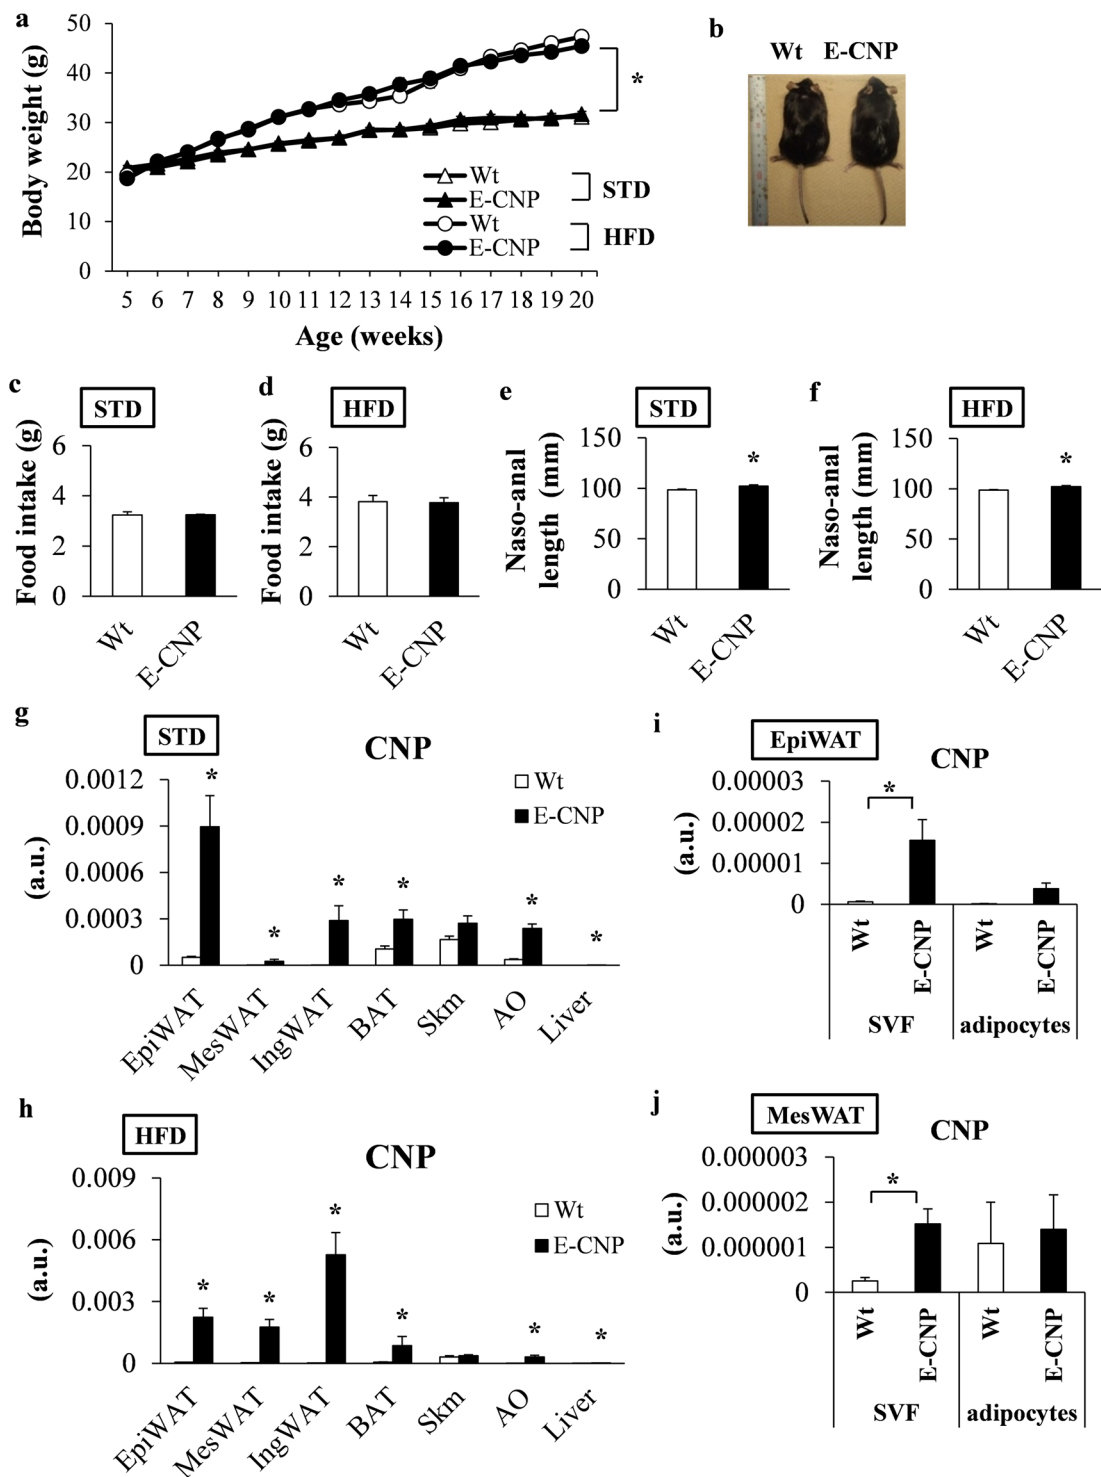 a
Body weight (g)
50
40
30
20
10
0
5 6 7 8 9 10 11 12 13 14 15 16 17 18 19 20
Age (weeks)
Wt
E-CNP
STD
Wt
E-CNP
HFD
*
b
Wt E-CNP
c
STD
Food intake (g)
6
4
2
0
Wt
E-CNP
d
HFD
Food intake (g)
6
4
2
0
Wt
E-CNP
e
STD
Naso-anal
length (mm)
150
100
50
0
*
Wt
E-CNP
f
HFD
Naso-anal
length (mm)
150
100
50
0
*
Wt
E-CNP
g
STD
CNP
(a.u.)
0.0012
0.0009
0.0006
0.0003
0
Wt
E-CNP
* * * * * *
EpiWAT
MesWAT
IngWAT
BAT
Skm
AO
Liver
h
HFD
CNP
(a.u.)
0.009
0.006
0.003
0
Wt
E-CNP
* * * * * *
EpiWAT
MesWAT
IngWAT
BAT
Skm
AO
Liver
i
EpiWAT
CNP
(a.u.)
0.00003
0.00002
0.00001
0
*
Wt
E-CNP
Wt
E-CNP
SVF
adipocytes
j
MesWAT
CNP
(a.u.)
0.000003
0.000002
0.000001
0
*
Wt
E-CNP
Wt
E-CNP
SVF
adipocytes